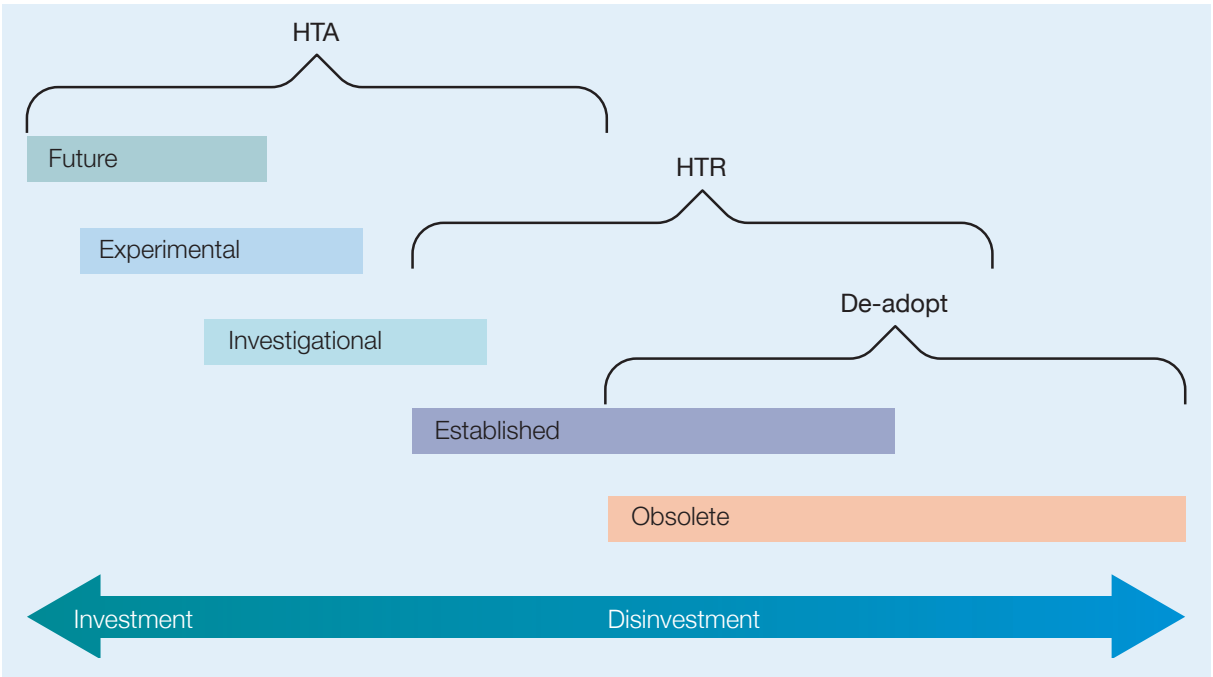 HTA
Future
HTR
Experimental
De-adopt
Investigational
Established
Obsolete
Investment
Disinvestment